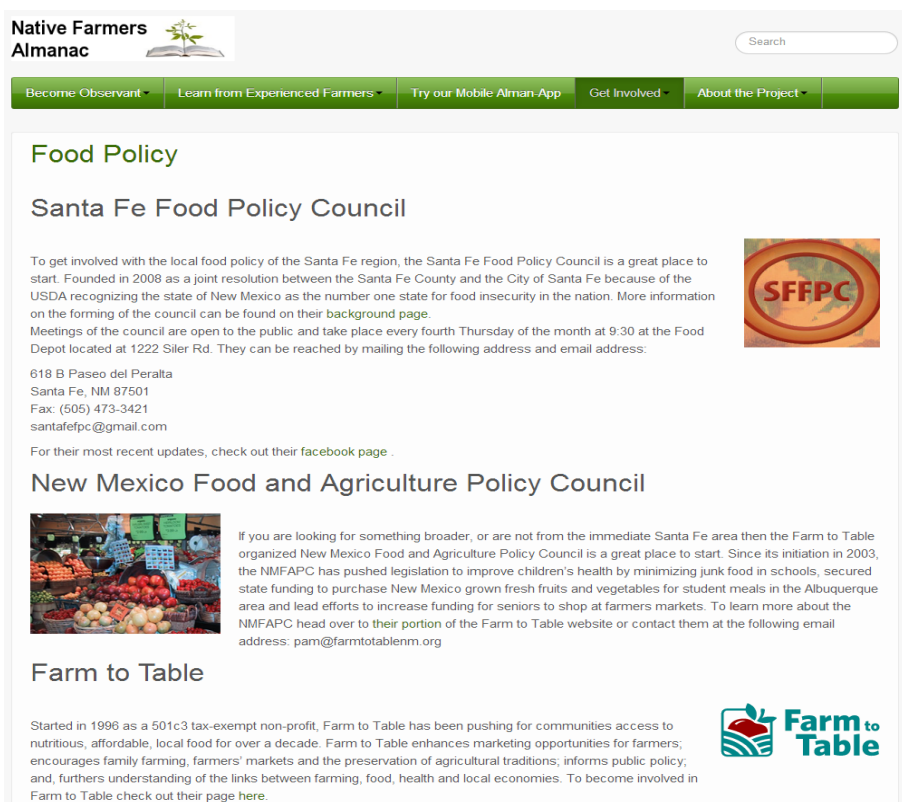 Native Farmers
Almanac
Search
Become Observant
Learn from Experienced Farmers
Try our Mobile Alman-App
Get Involved
About the Project
Food Policy
Santa Fe Food Policy Council
To get involved with the local food policy of the Santa Fe region, the Santa Fe Food Policy Council is a great place to
start. Founded in 2008 as a joint resolution between the Santa Fe County and the City of Santa Fe because of the
USDA recognizing the state of New Mexico as the number one state for food insecurity in the nation. More information
on the forming of the council can be found on their background page.
Meetings of the council are open to the public and take place every fourth Thursday of the month at 9:30 at the Food
Depot located at 1222 Siler Rd. They can be reached by mailing the following address and email address:
SFFPC
618 B Paseo del Peralta
Santa Fe, NM 87501
Fax: (505) 473-3421
santafefpc@gmail.com
For their most recent updates, check out their facebook page .
New Mexico Food and Agriculture Policy Council
If you are looking for something broader, or are not from the immediate Santa Fe area then the Farm to Table
organized New Mexico Food and Agriculture Policy Council is a great place to start. Since its initiation in 2003,
the NMFAPC has pushed legislation to improve children's health by minimizing junk food in schools, secured
state funding to purchase New Mexico grown fresh fruits and vegetables for student meals in the Albuquerque
area and lead efforts to increase funding for seniors to shop at farmers markets. To learn more about the
NMFAPC head over to their portion of the Farm to Table website or contact them at the following email
address: pam@farmtotablenm.org
Farm to Table
Started in 1996 as a 501c3 tax-exempt non-profit, Farm to Table has been pushing for communities access to
nutritious, affordable, local food for over a decade. Farm to Table enhances marketing opportunities for farmers;
encourages family farming, farmers' markets and the preservation of agricultural traditions; informs public policy;
and, furthers understanding of the links between farming, food, health and local economies. To become involved in
Farm to Table check out their page here.
Farm to
Table